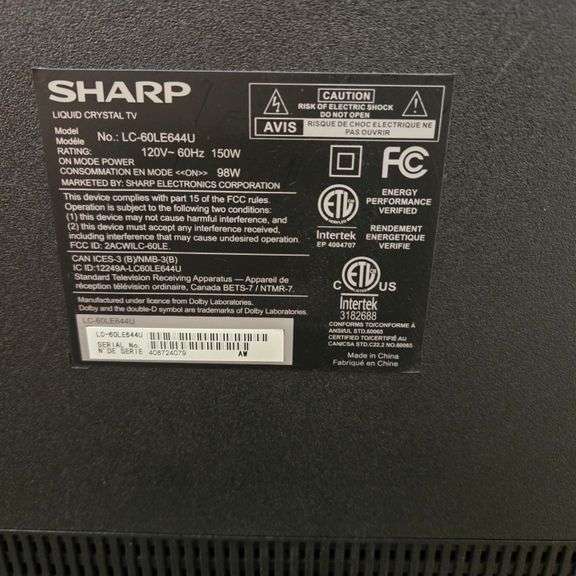 SHARP
LIQUID CRYSTAL TV
Model
Modèle
No.: LC-60LE644U
RATING: 120V~ 60Hz 150W
ON MODE POWER
CONSOMMATION EN MODE <<ON>> 98W
MARKETED BY: SHARP ELECTRONICS CORPORATION
This device complies with part 15 of the FCC rules.
Operation is subject to the following two conditions:
(1) this device may not cause harmful interference, and
(2) this device must accept any interference received,
including interference that may cause undesired operation.
FCC ID: 2ACWILC-60LE.
CAN ICES-3 (B)/NMB-3(B)
IC ID:12249A-LC60LE644U
Standard Television Receiving Apparatus — Appareil de
réception télévision ordinaire, Canada BETS-7 / NTMR-7.
Manufactured under licence from Dolby Laboratories.
Dolby and the double-D symbol are trademarks of Dolby Laboratories.
LC-60LE644U
LC-60LE644U
SERIAL No.
N° DE SERIE
408724079
AW
CAUTION
RISK OF ELECTRIC SHOCK
DO NOT OPEN
AVIS
RISQUE DE CHOC ELECTRIQUE NE
PAS OUVRIR
FC
ETL
Intertek
EP 4004707
ENERGY
PERFORMANCE
VERIFIED
RENDEMENT
ENERGETIQUE
VERIFIÉ
C ETL US
Intertek
3182688
CONFORMS TO/CONFORME À
ANSI/UL STD.60065
CERTIFIED TO/CERTIFIÉ AU
CAN/CSA STD.C22.2 NO.60065
Made in China
Fabriqué en China